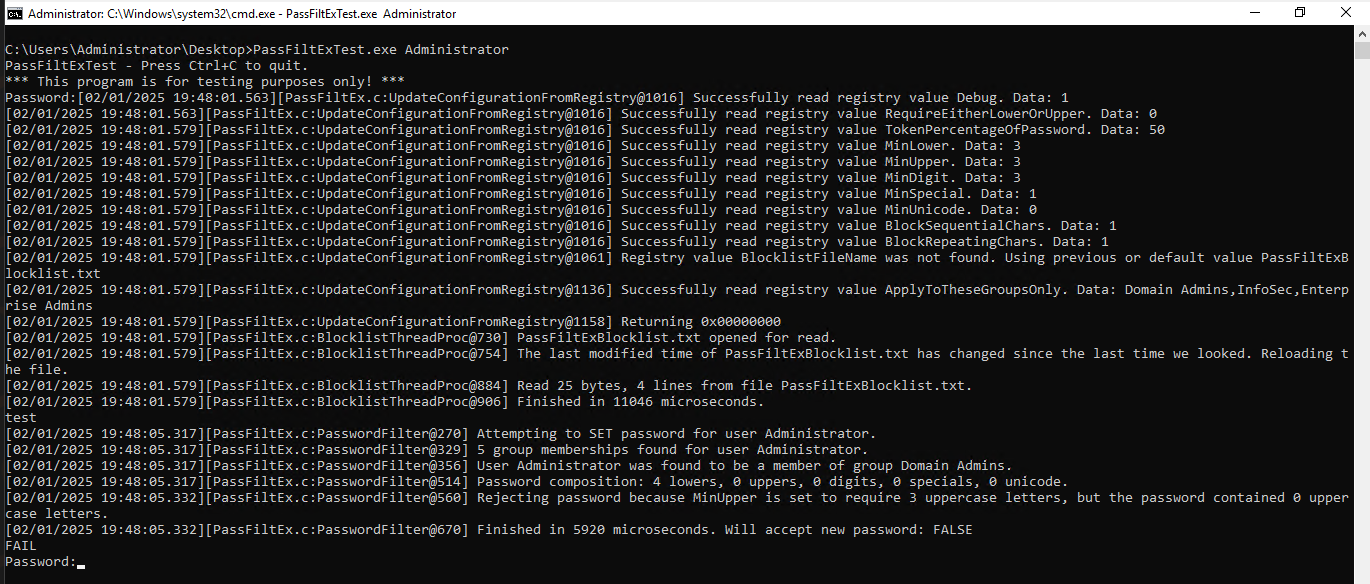 Administrator: C:\Windows\system32\cmd.exe - PassFiltExTest.exe  Administrator
C:\Users\Administrator\Desktop>PassFiltExTest.exe Administrator
PassFiltExTest - Press Ctrl+C to quit.
*** This program is for testing purposes only! ***
Password:[02/01/2025 19:48:01.563][PassFiltEx.c:UpdateConfigurationFromRegistry@1016] Successfully read registry value Debug. Data: 1
[02/01/2025 19:48:01.563][PassFiltEx.c:UpdateConfigurationFromRegistry@1016] Successfully read registry value RequireEitherLowerOrUpper. Data: 0
[02/01/2025 19:48:01.579][PassFiltEx.c:UpdateConfigurationFromRegistry@1016] Successfully read registry value TokenPercentageOfPassword. Data: 50
[02/01/2025 19:48:01.579][PassFiltEx.c:UpdateConfigurationFromRegistry@1016] Successfully read registry value MinLower. Data: 3
[02/01/2025 19:48:01.579][PassFiltEx.c:UpdateConfigurationFromRegistry@1016] Successfully read registry value MinUpper. Data: 3
[02/01/2025 19:48:01.579][PassFiltEx.c:UpdateConfigurationFromRegistry@1016] Successfully read registry value MinDigit. Data: 3
[02/01/2025 19:48:01.579][PassFiltEx.c:UpdateConfigurationFromRegistry@1016] Successfully read registry value MinSpecial. Data: 1
[02/01/2025 19:48:01.579][PassFiltEx.c:UpdateConfigurationFromRegistry@1016] Successfully read registry value MinUnicode. Data: 0
[02/01/2025 19:48:01.579][PassFiltEx.c:UpdateConfigurationFromRegistry@1016] Successfully read registry value BlockSequentialChars. Data: 1
[02/01/2025 19:48:01.579][PassFiltEx.c:UpdateConfigurationFromRegistry@1016] Successfully read registry value BlockRepeatingChars. Data: 1
[02/01/2025 19:48:01.579][PassFiltEx.c:UpdateConfigurationFromRegistry@1061] Registry value BlocklistFileName was not found. Using previous or default value PassFiltExB
locklist.txt
[02/01/2025 19:48:01.579][PassFiltEx.c:UpdateConfigurationFromRegistry@1136] Successfully read registry value ApplyToTheseGroupsOnly. Data: Domain Admins,InfoSec,Enterp
rise Admins
[02/01/2025 19:48:01.579][PassFiltEx.c:UpdateConfigurationFromRegistry@1158] Returning 0x00000000
[02/01/2025 19:48:01.579][PassFiltEx.c:BlocklistThreadProc@730] PassFiltExBlocklist.txt opened for read.
[02/01/2025 19:48:01.579][PassFiltEx.c:BlocklistThreadProc@754] The last modified time of PassFiltExBlocklist.txt has changed since the last time we looked. Reloading t
he file.
[02/01/2025 19:48:01.579][PassFiltEx.c:BlocklistThreadProc@884] Read 25 bytes, 4 lines from file PassFiltExBlocklist.txt.
[02/01/2025 19:48:01.579][PassFiltEx.c:BlocklistThreadProc@906] Finished in 11046 microseconds.
test
[02/01/2025 19:48:05.317][PassFiltEx.c:PasswordFilter@270] Attempting to SET password for user Administrator.
[02/01/2025 19:48:05.317][PassFiltEx.c:PasswordFilter@329] 5 group memberships found for user Administrator.
[02/01/2025 19:48:05.317][PassFiltEx.c:PasswordFilter@356] User Administrator was found to be a member of group Domain Admins.
[02/01/2025 19:48:05.317][PassFiltEx.c:PasswordFilter@514] Password composition: 4 lowers, 0 uppers, 0 digits, 0 specials, 0 unicode.
[02/01/2025 19:48:05.332][PassFiltEx.c:PasswordFilter@560] Rejecting password because MinUpper is set to require 3 uppercase letters, but the password contained 0 upper
case letters.
[02/01/2025 19:48:05.332][PassFiltEx.c:PasswordFilter@670] Finished in 5920 microseconds. Will accept new password: FALSE
FAIL
Password: